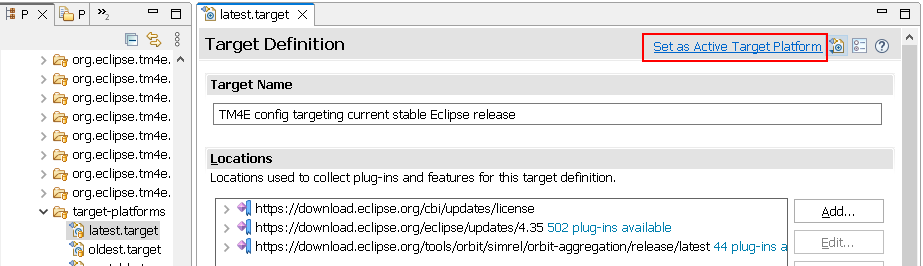 P
P
2
org.eclipse.tm4e.
org.eclipse.tm4e.
org.eclipse.tm4e.
org.eclipse.tm4e.
org.eclipse.tm4e.
org.eclipse.tm4e.
org.eclipse.tm4e.
org.eclipse.tm4e.
target-platforms
latest.target
oldest.target
latest.target
Target Definition
Set as Active Target Platform
Target Name
TM4E config targeting current stable Eclipse release
Locations
Locations used to collect plug-ins and features for this target definition.
https://download.eclipse.org/cbi/updates/license
https://download.eclipse.org/eclipse/updates/4.35 502 plug-ins available
https://download.eclipse.org/tools/orbit/simrel/orbit-aggregation/release/latest 44 plug-ins a
Add...
Edit...